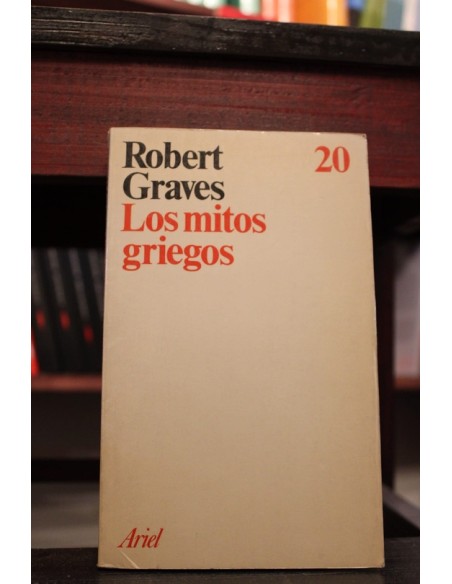 Robert
Graves
20
Los mitos
griegos
Ariel